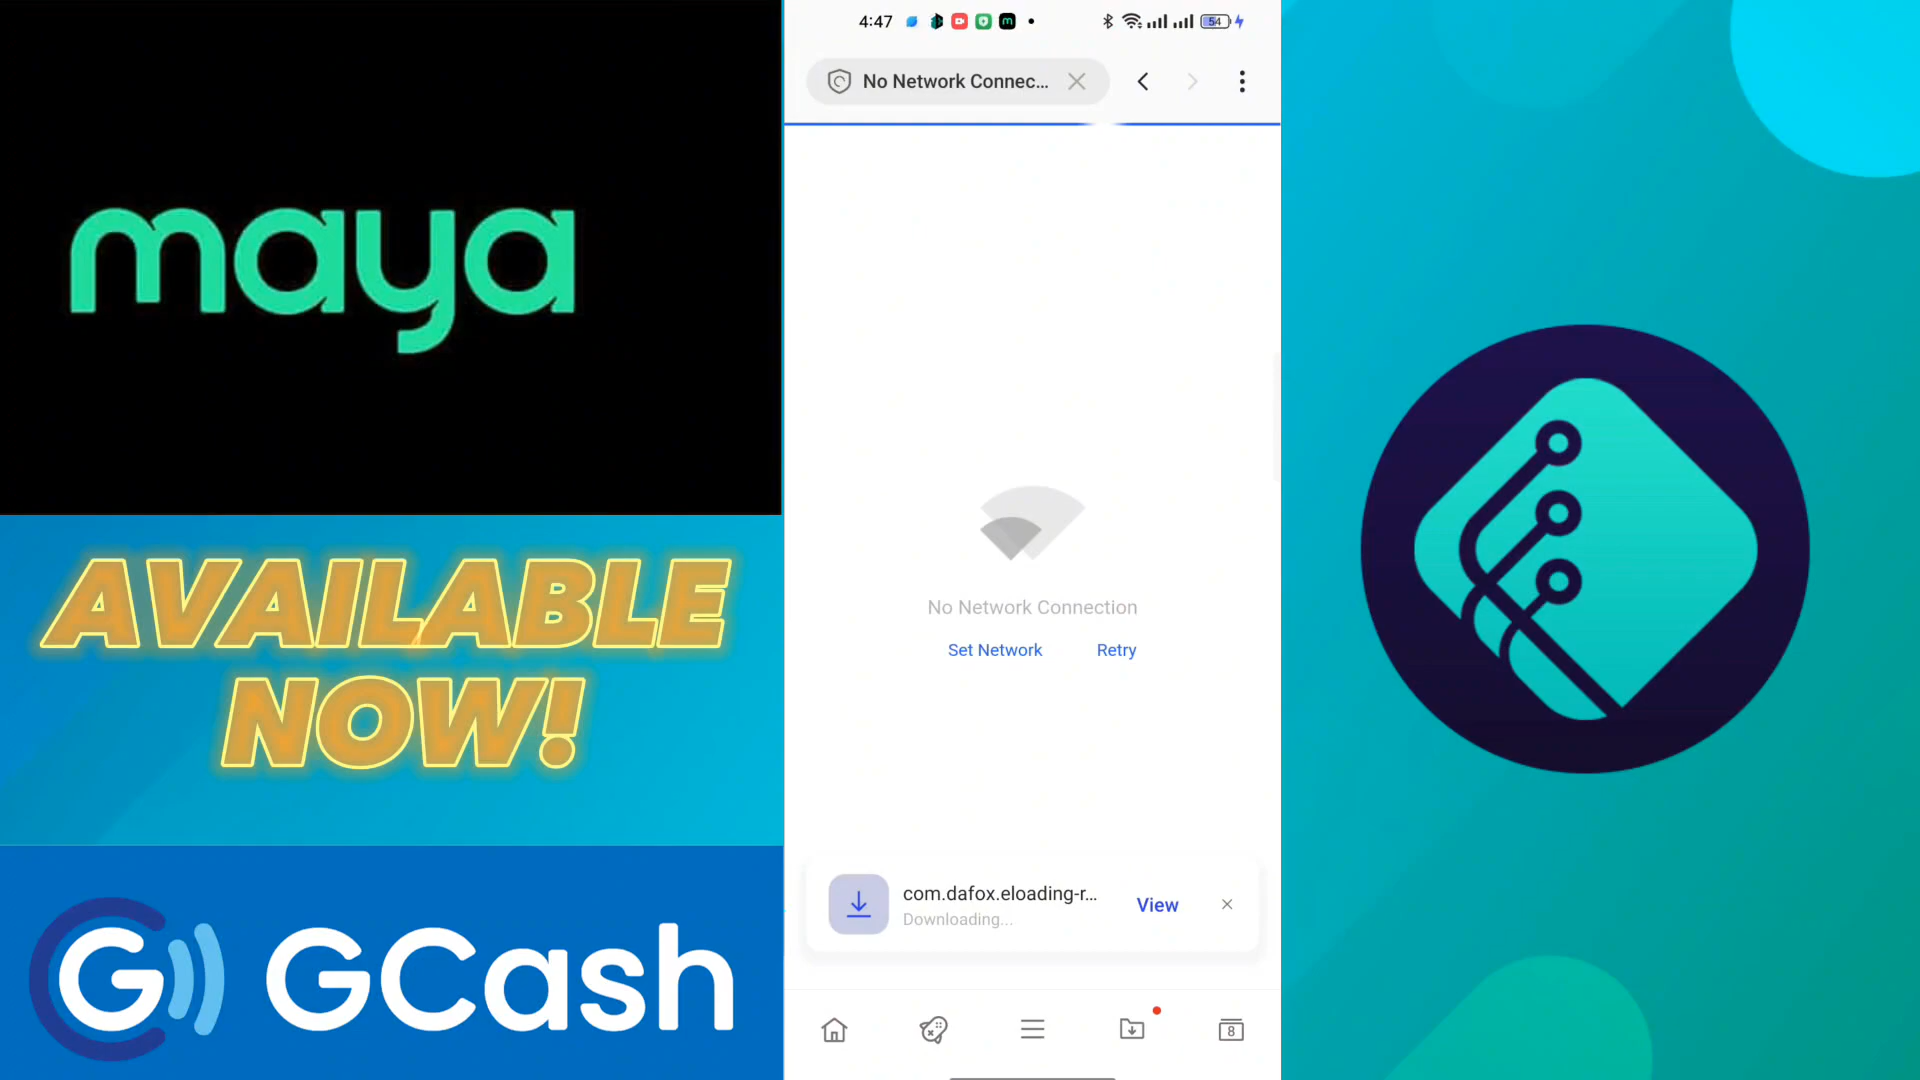 maya
AVAILABLE
NOW!
GCash
4:47
54
No Network Connec...
No Network Connection
Set Network
Retry
com.dafox.eloading-r...
Downloading...
View
8